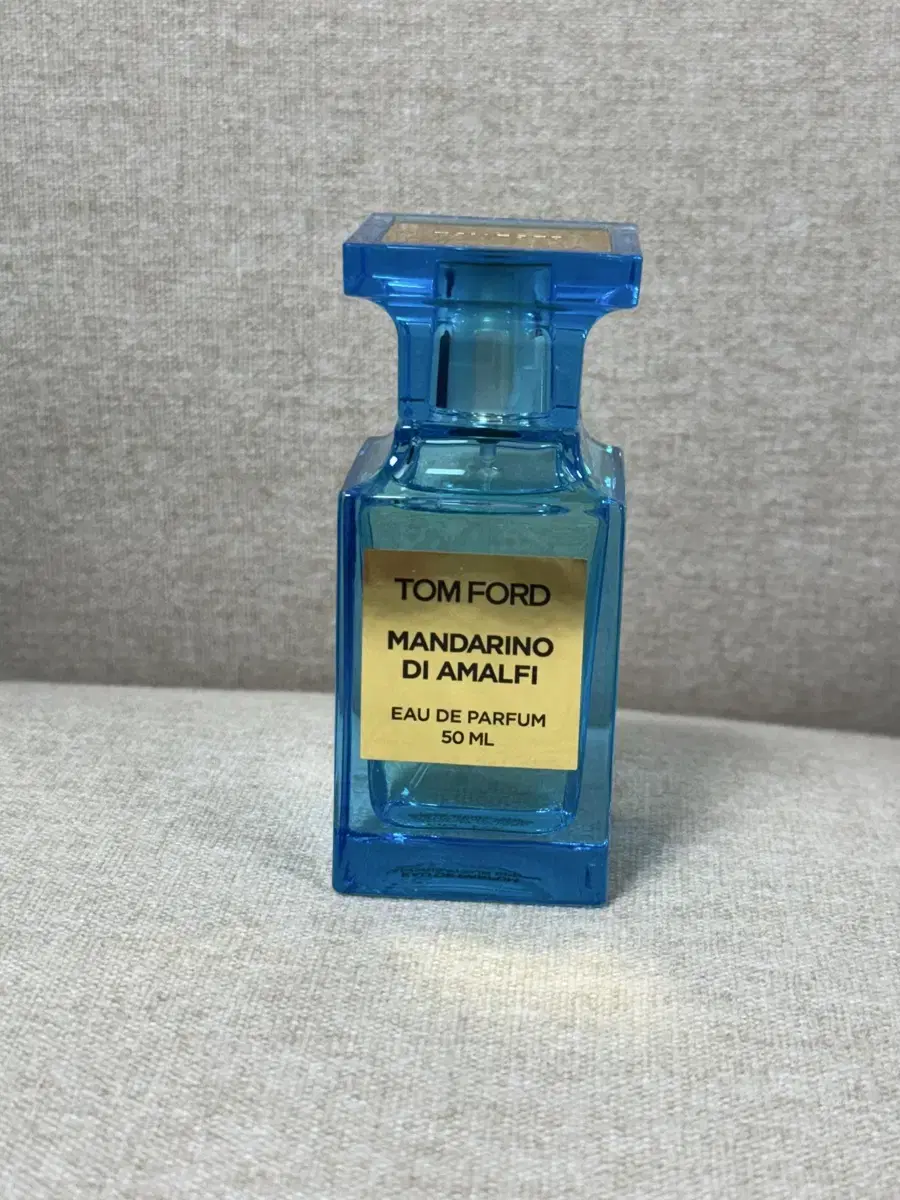 TOM FORD
MANDARINO
DI AMALFI
EAU DE PARFUM
50 ML